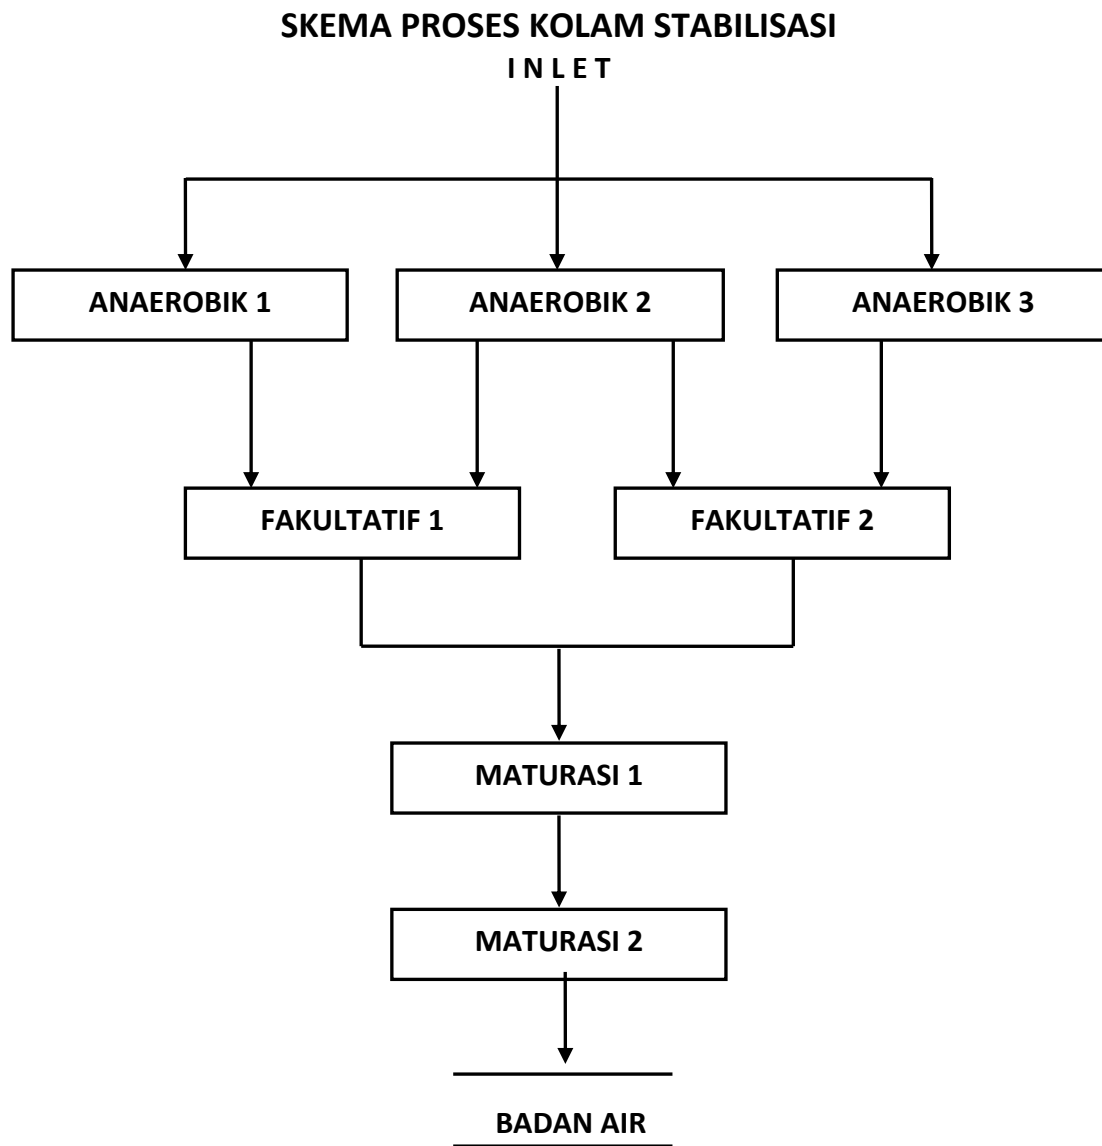 SKEMA PROSES KOLAM STABILISASI
I N L E T
ANAEROBIK 1
ANAEROBIK 2
ANAEROBIK 3
FAKULTATIF 1
FAKULTATIF 2
MATURASI 1
MATURASI 2
BADAN AIR